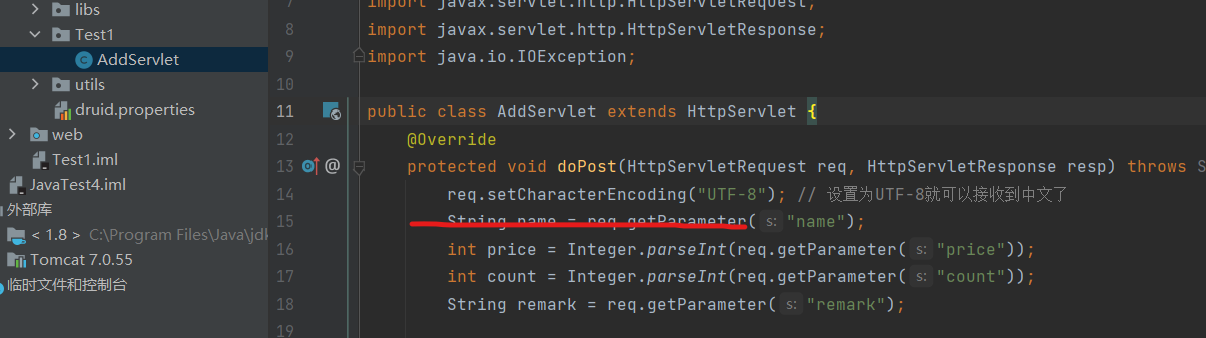 libs
Test1
AddServlet
utils
druid.properties
web
Test1.iml
JavaTest4.iml
外部库
< 1.8 > C:\Program Files\Java\jdk
Tomcat 7.0.55
临时文件和控制台
7 import javax.servlet.http.HttpServletRequest;
8 import javax.servlet.http.HttpServletResponse;
9 import java.io.IOException;
10
11 public class AddServlet extends HttpServlet {
12 @Override
13 @ protected void doPost(HttpServletRequest req, HttpServletResponse resp) throws S
14 req.setCharacterEncoding("UTF-8"); // 设置为UTF-8就可以接收到中文了
15 String name = req.getParameter( s: "name");
16 int price = Integer.parseInt(req.getParameter( s: "price"));
17 int count = Integer.parseInt(req.getParameter( s: "count"));
18 String remark = req.getParameter( s: "remark");
19